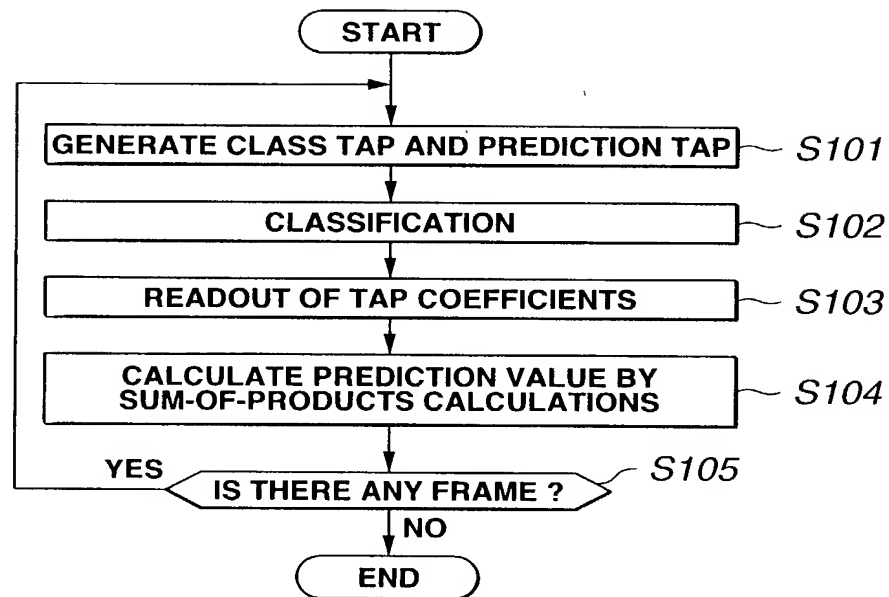 START
GENERATE CLASS TAP AND PREDICTION TAP
S101
CLASSIFICATION
S102
READOUT OF TAP COEFFICIENTS
S103
CALCULATE PREDICTION VALUE BY
SUM-OF-PRODUCTS CALCULATIONS
S104
YES
IS THERE ANY FRAME ?
S105
NO
END